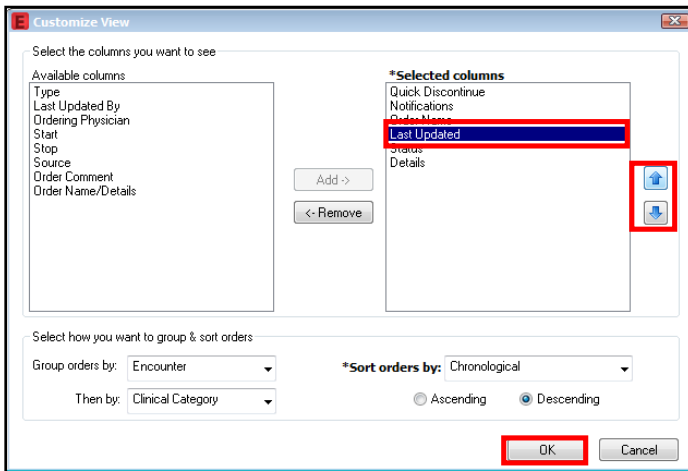 E Customize View
Select the columns you want to see
Available columns
Type
Last Updated By
Ordering Physician
Start
Stop
Source
Order Comment
Order Name/Details
Add ->
<- Remove
*Selected columns
Quick Discontinue
Notifications
Order Name
Last Updated
Status
Details
Select how you want to group & sort orders
Group orders by: Encounter
Then by: Clinical Category
*Sort orders by: Chronological
Ascending Descending
OK Cancel